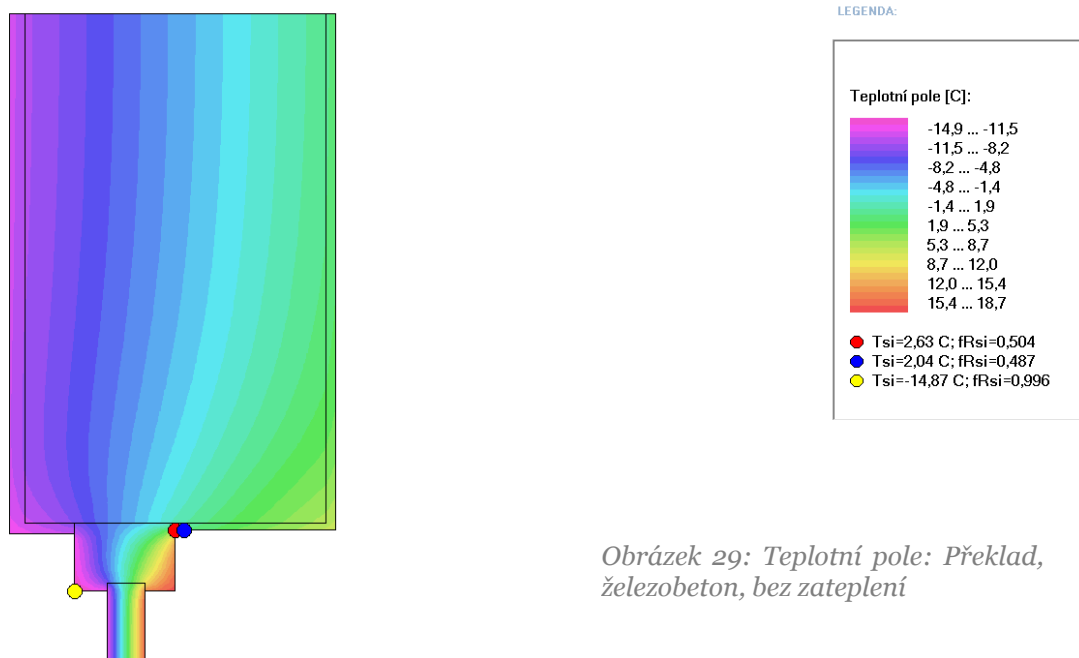 LEGENDA:
Teplotní pole [C]:
-14,9 ... -11,5
-11,5 ... -8,2
-8,2 ... -4,8
-4,8 ... -1,4
-1,4 ... 1,9
1,9 ... 5,3
5,3 ... 8,7
8,7 ... 12,0
12,0 ... 15,4
15,4 ... 18,7
Tsi=2,63 C; fRsi=0,504
Tsi=2,04 C; fRsi=0,487
Tsi=-14,87 C; fRsi=0,996
Obrázek 29: Teplotní pole: Překlad,
železobeton, bez zateplení